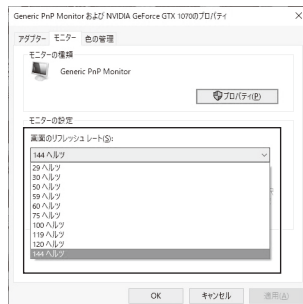 Generic PnP Monitor および NVIDIA GeForce GTX 1070のプロパティ
アダプター モニター 色の管理
モニターの種類
Generic PnP Monitor
プロパティ(P)
モニターの設定
画面のリフレッシュ レート(S):
144 ヘルツ
29 ヘルツ
30 ヘルツ
50 ヘルツ
59 ヘルツ
60 ヘルツ
75 ヘルツ
100 ヘルツ
119 ヘルツ
120 ヘルツ
144 ヘルツ
OK キャンセル 適用(A)